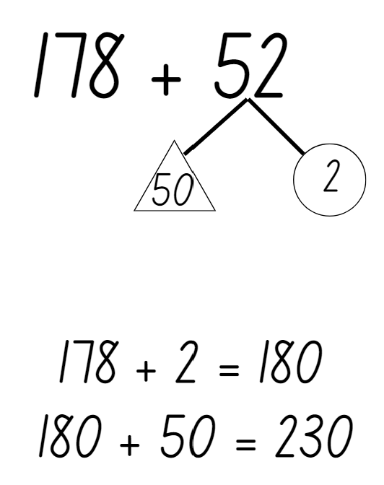 178 + 52
50 2
178 + 2 = 180
180 + 50 = 230